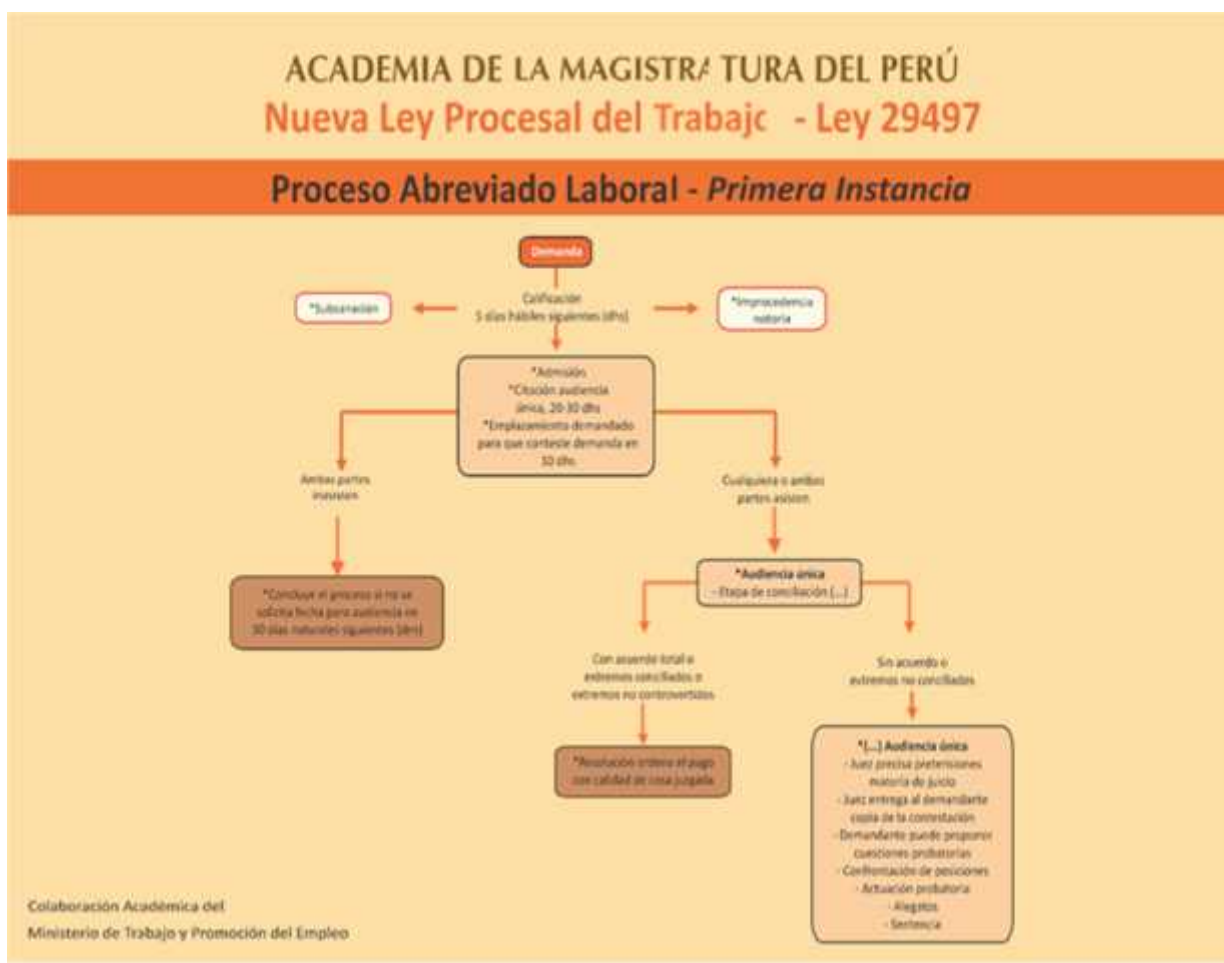 ACADEMIA DE LA MAGISTRATURA DEL PERÚ
Nueva Ley Procesal del Trabajo - Ley 29497
Proceso Abreviado Laboral - Primera Instancia
Demanda
*Subsanación
Calificación
5 días hábiles siguientes (dhs)
*Improcedencia
notoria
*Admisión
*Citación audiencia
única, 20-30 dhs
*Emplazamiento demandado
para que conteste demanda en
10 dhs
Ambas partes
inasisten
Cualquiera o ambas
partes asisten
*Concluye el proceso si no se
solicita fecha para audiencia en
30 días naturales siguientes
*Audiencia única
- Etapa de conciliación (...)
Con acuerdo total o
extremos conciliados o
extremos no controvertidos
Sin acuerdo o
extremos no conciliados
*Resolución ordena el pago
con calidad de cosa juzgada
*(...) Audiencia única
- Juez precisa pretensiones
materia de juicio
- Juez entrega al demandante
copia de la contestación
- Demandante puede proponer
cuestiones probatorias
- Confrontación de posiciones
- Actuación probatoria
- Alegatos
- Sentencia
Colaboración Académica del
Ministerio de Trabajo y Promoción del Empleo